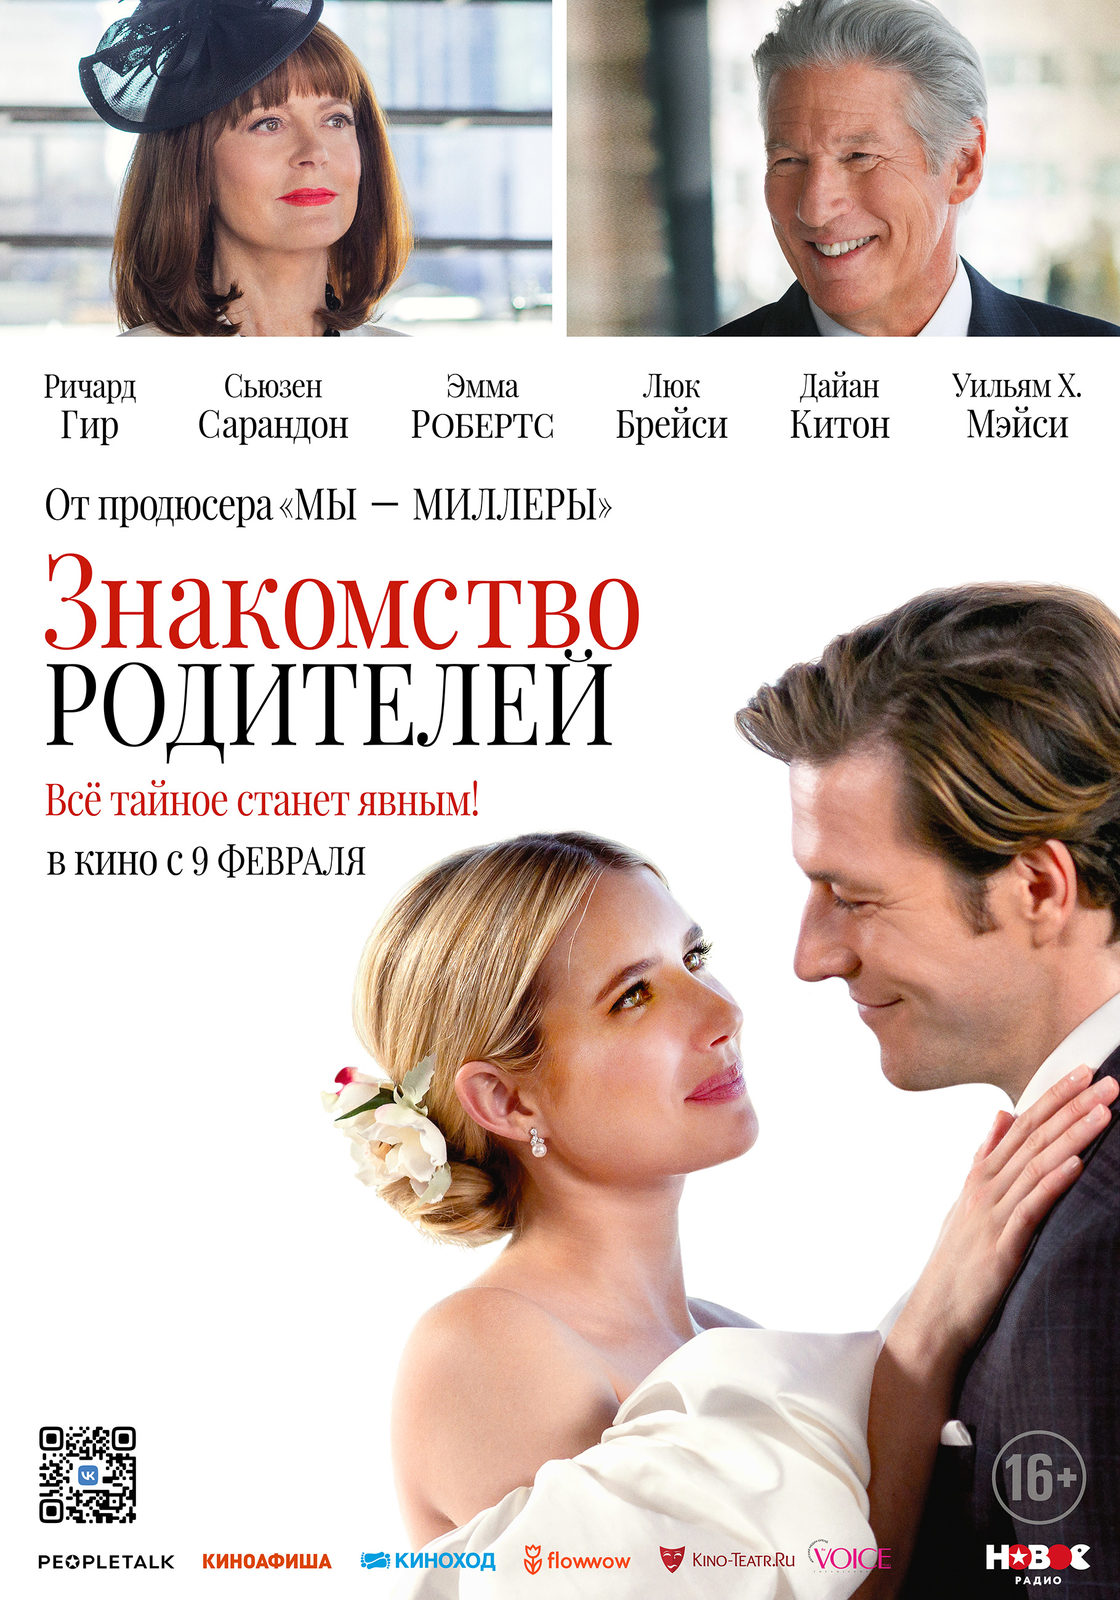 Ричард Гир
Сьюзен Сарандон
Эмма РОБЕРТС
Люк Брейси
Дайан Китон
Уильям Х. Мэйси
От продюсера «МЫ — МИЛЛЕРЫ»
Знакомство
РОДИТЕЛЕЙ
Всё тайное станет явным!
в кино с 9 ФЕВРАЛЯ
16+
PEOPLETALK
КИНОАФИША
КИНОХОД
flowwow
KINO-TEATR.RU
VOICE
НОВОЕ
РАДИО